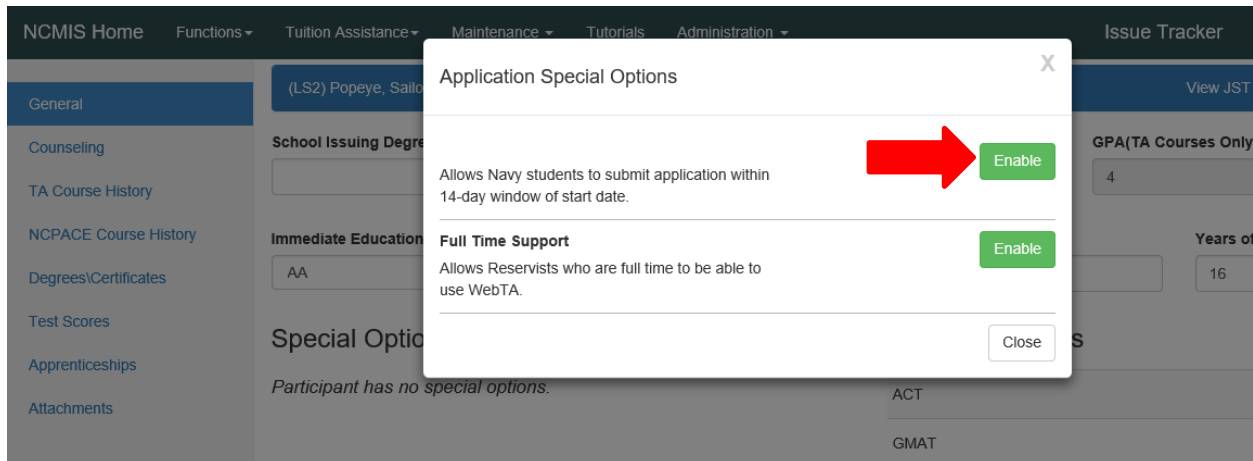 NCMIS Home Functions Tuition Assistance Maintenance Tutorials Administration Issue Tracker
Application Special Options X
(LS2) Popeye, Sailo View JST
General
Counseling
TA Course History
NCPACE Course History
Degrees\Certificates
Test Scores
Apprenticeships
Attachments
School Issuing Degre GPA(TA Courses Only
4
Allows Navy students to submit application within
14-day window of start date.
Enable
Immediate Education Years of
AA 16
Full Time Support
Allows Reservists who are full time to be able to
use WebTA.
Enable
Close
Special Optio s
Participant has no special options.
ACT
GMAT